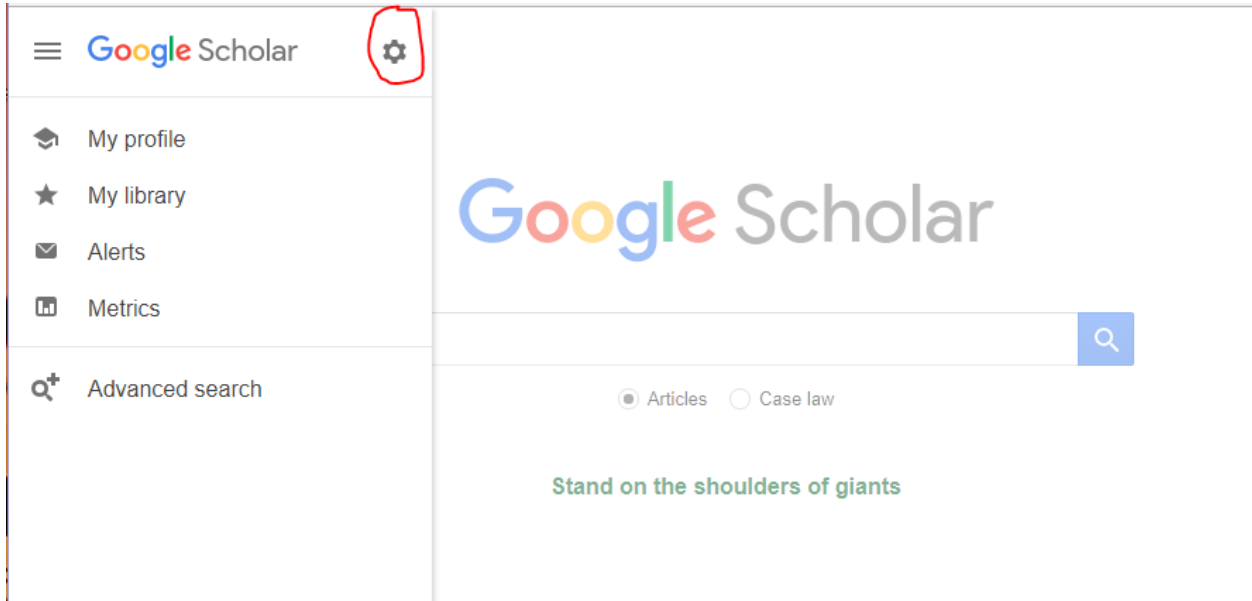 Google Scholar
My profile
My library
Alerts
Metrics
Advanced search
Google Scholar
Articles Case law
Stand on the shoulders of giants